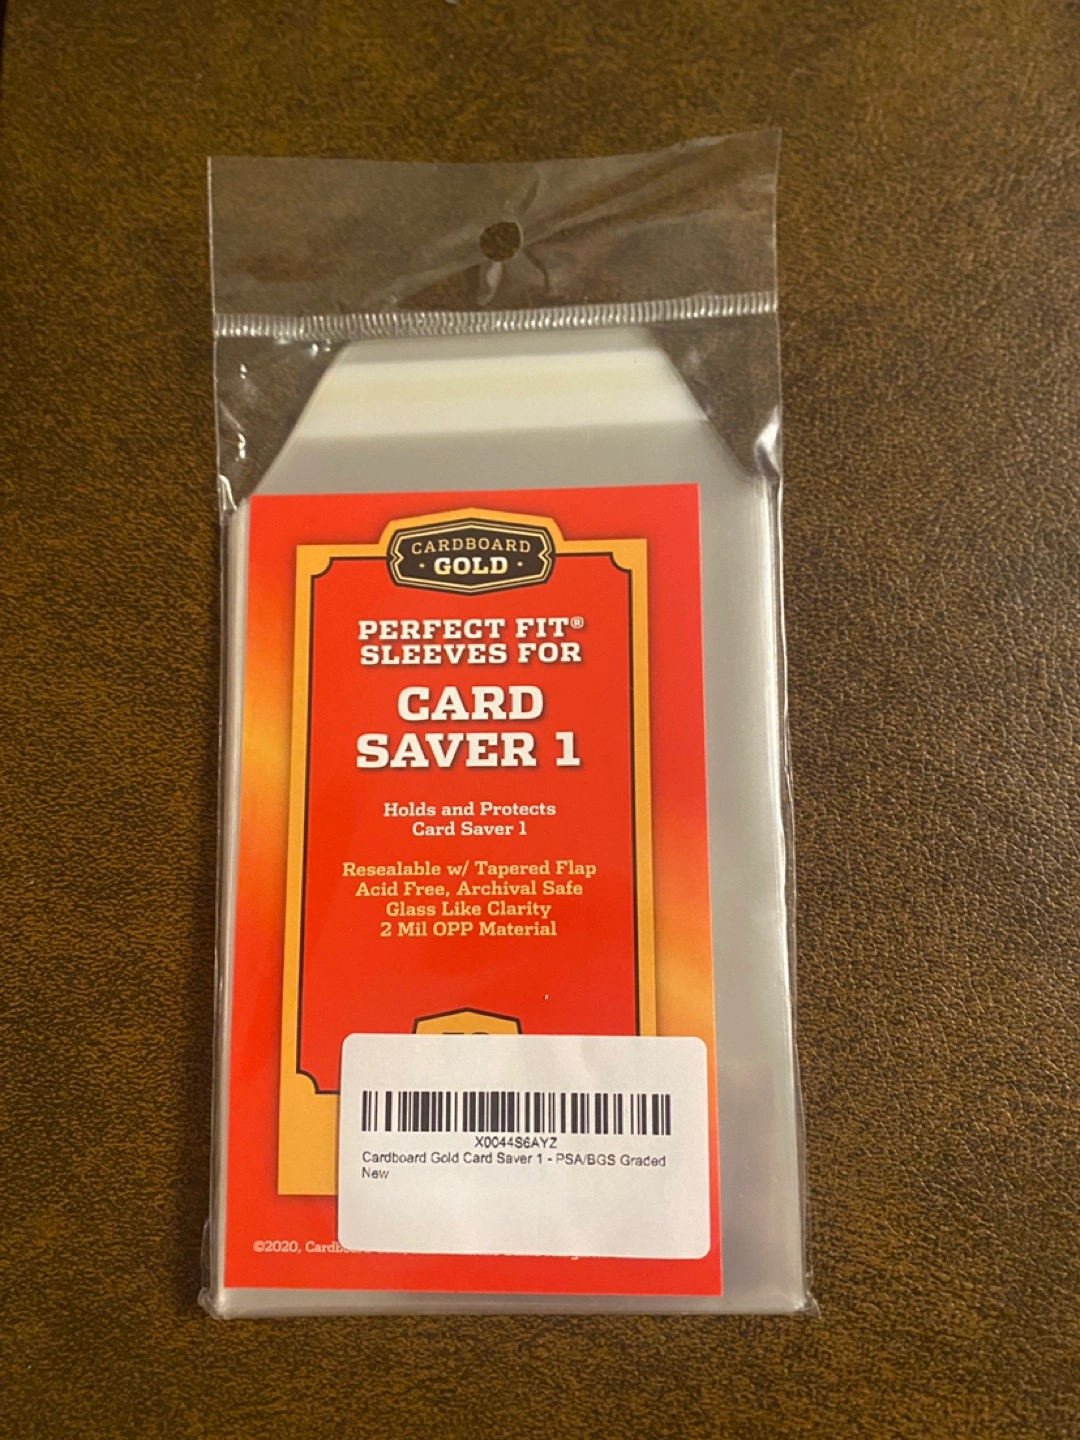 CARDBOARD
· GOLD ·
PERFECT FIT®
SLEEVES FOR
CARD
SAVER 1
Holds and Protects
Card Saver 1
Resealable w/ Tapered Flap
Acid Free, Archival Safe
Glass Like Clarity
2 Mil OPP Material
X0044S6AYZ
Cardboard Gold Card Saver 1 - PSA/BGS Graded
New
©2020,